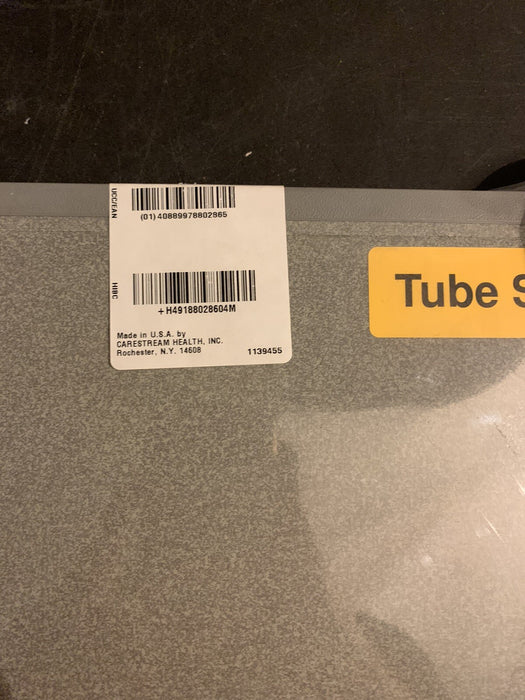 UCC/EAN
(01) 40889978802865
HIBC
+H49188028604M
Made in U.S.A. by
CARESTREAM HEALTH, INC.
Rochester, N.Y. 14608
1139455
Tube S